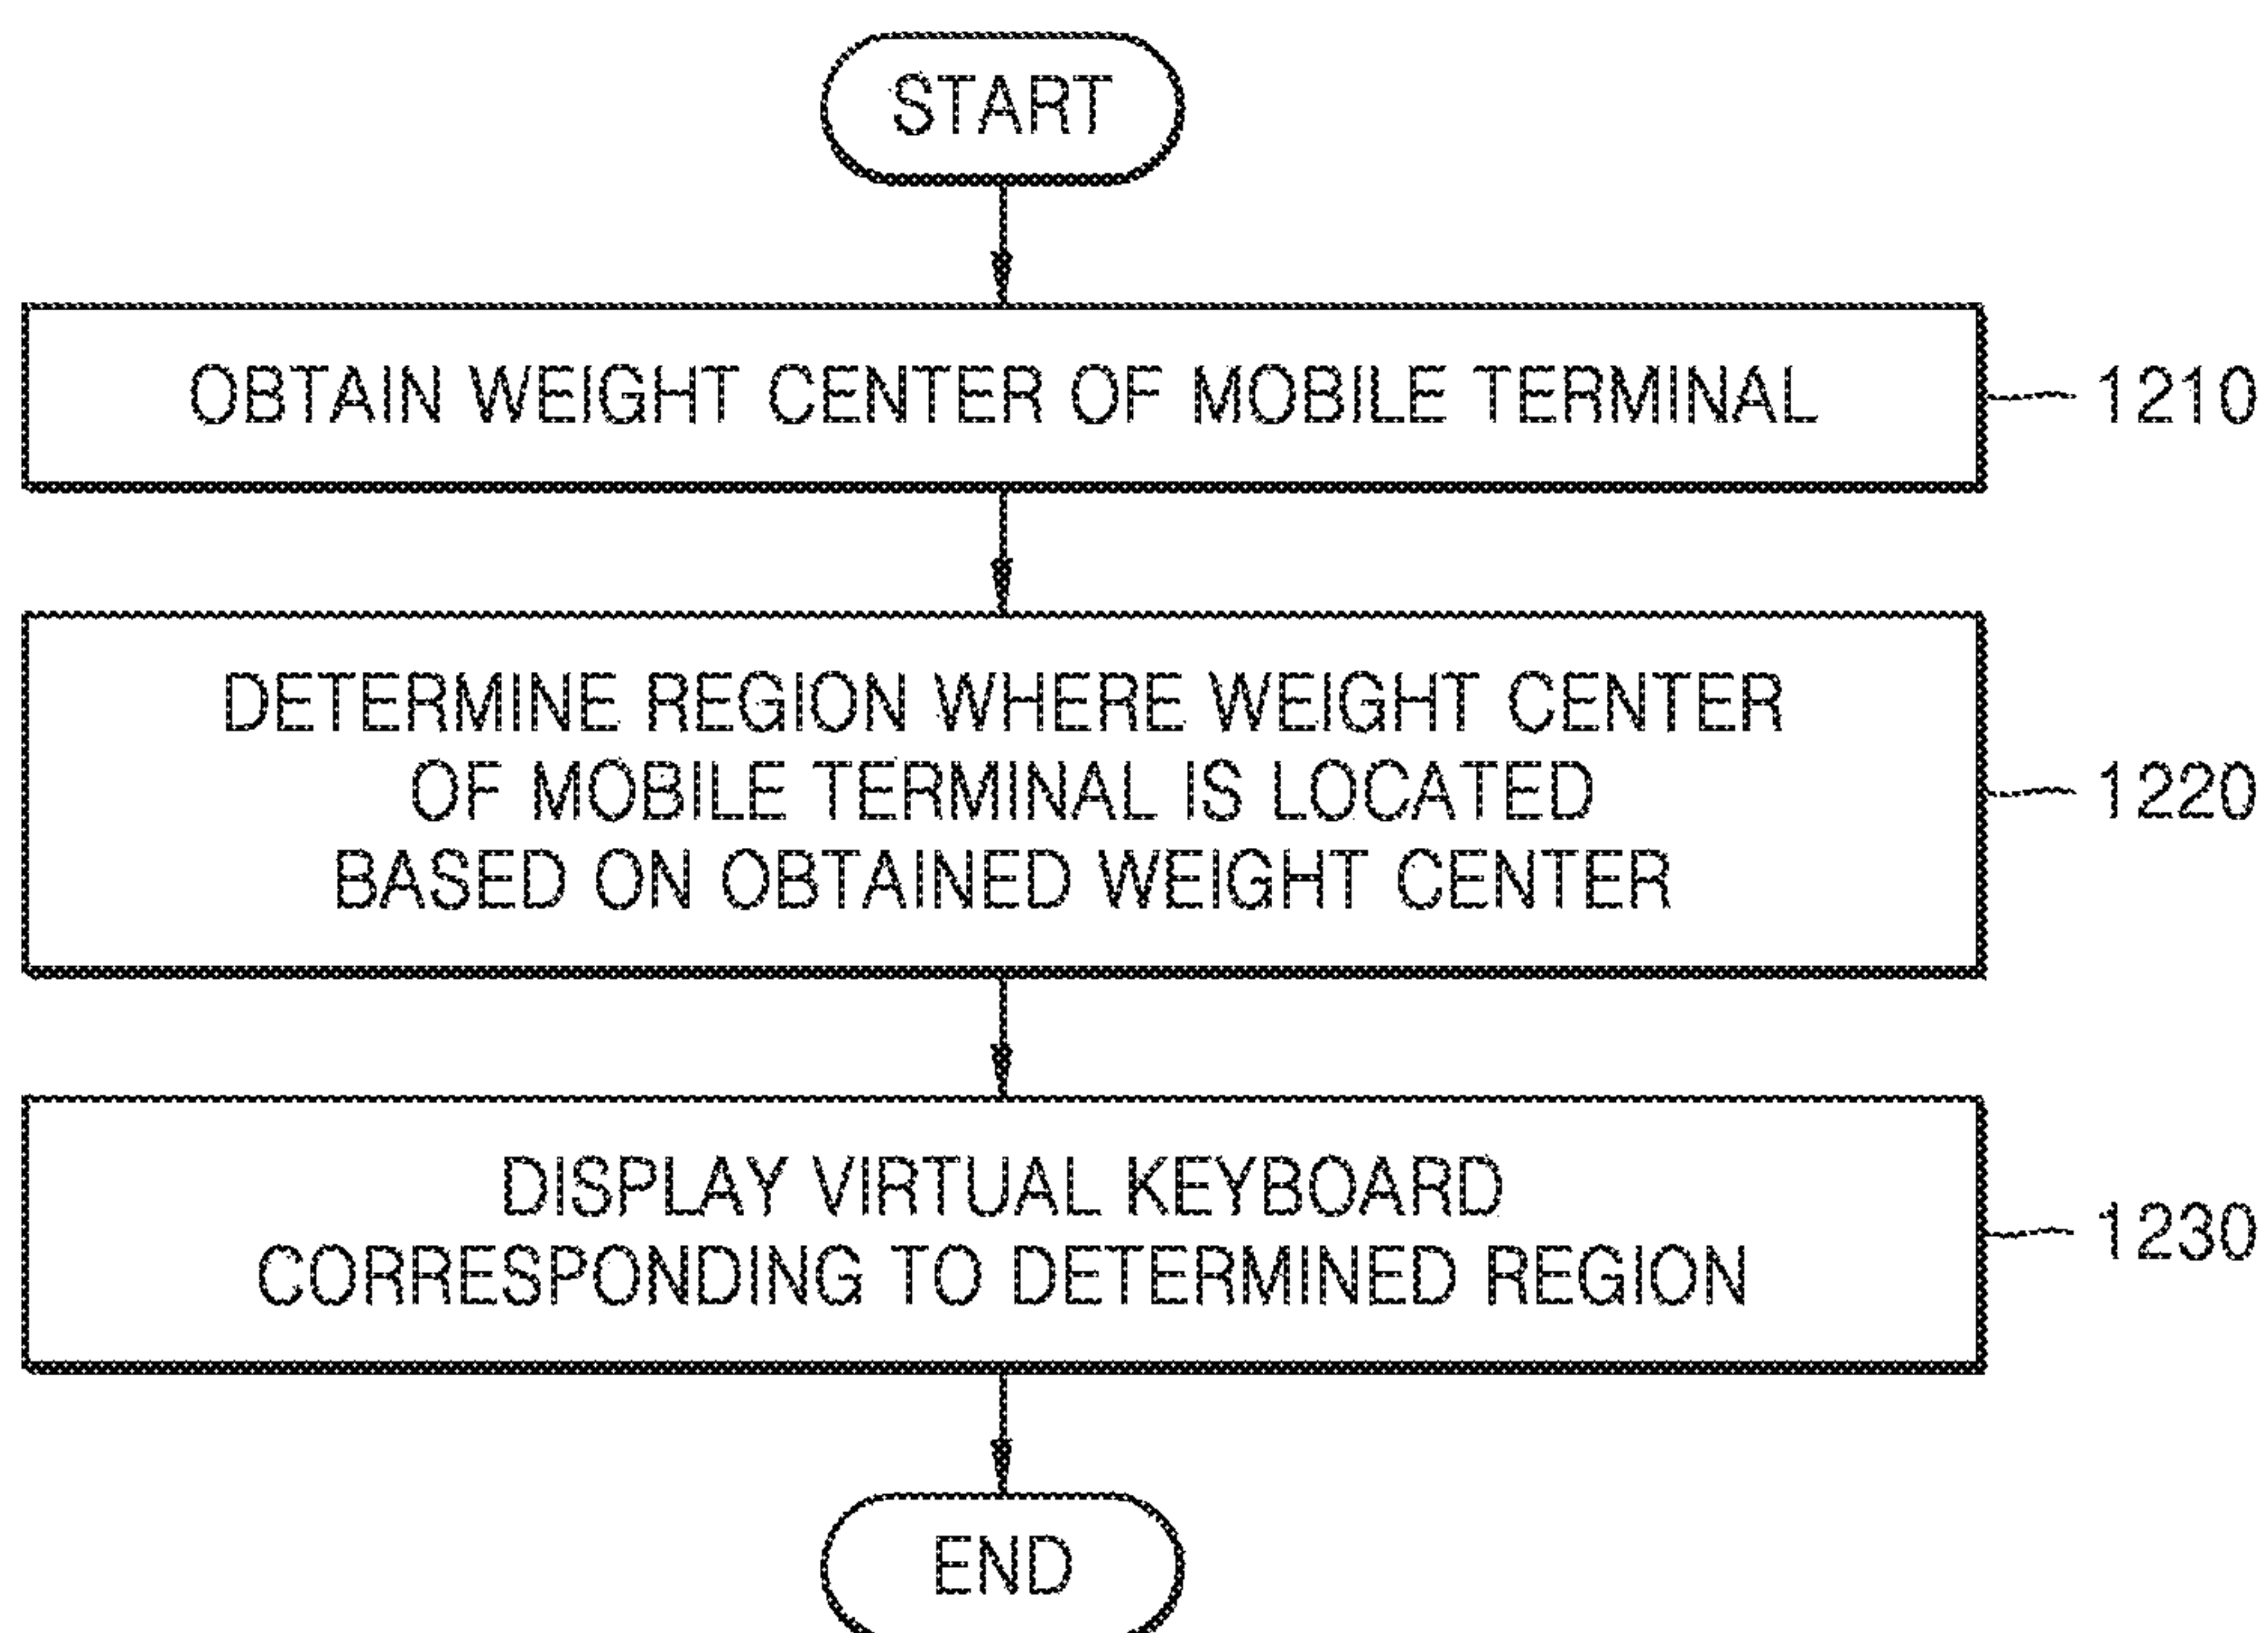 START
OBTAIN WEIGHT CENTER OF MOBILE TERMINAL
1210
DETERMINE REGION WHERE WEIGHT CENTER
OF MOBILE TERMINAL IS LOCATED
BASED ON OBTAINED WEIGHT CENTER
1220
DISPLAY VIRTUAL KEYBOARD
CORRESPONDING TO DETERMINED REGION
1230
END